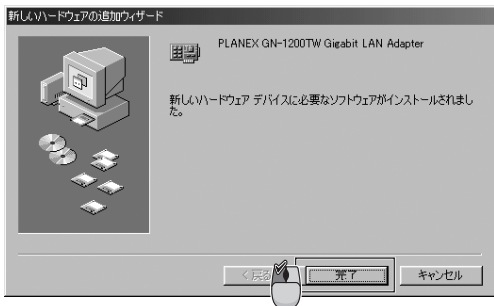 新しいハードウェアの追加ウィザード
PLANEX GN-1200TW Gigabit LAN Adapter
新しいハードウェア デバイスに必要なソフトウェアがインストールされまし
た。
< 戻る
完了
キャンセル